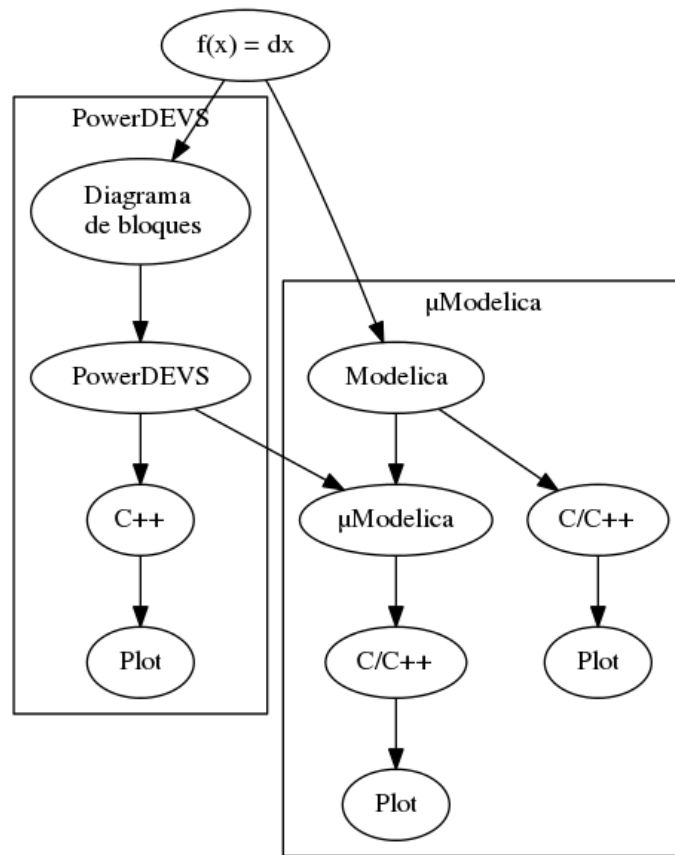 f(x) = dx
PowerDEVS
Diagrama
de bloques
PowerDEVS
C++
Plot
µModelica
Modelica
µModelica
C/C++
C/C++
Plot
Plot